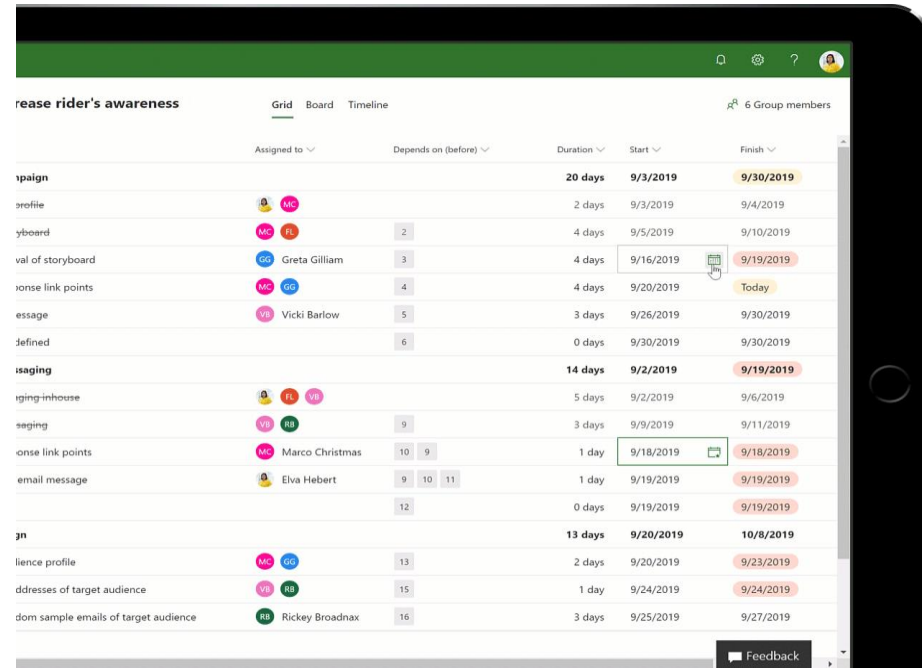 ?
rease rider's awareness Grid Board Timeline 6 Group members
Assigned to Depends on (before) Duration Start Finish
npaign 20 days 9/3/2019 9/30/2019
profile MC 2 days 9/3/2019 9/4/2019
yboard MC FL 2 4 days 9/5/2019 9/10/2019
val of storyboard GG Greta Gilliam 3 4 days 9/16/2019 9/19/2019
onse link points MC GG 4 4 days 9/20/2019 Today
essage VB Vicki Barlow 5 3 days 9/26/2019 9/30/2019
defined 6 0 days 9/30/2019 9/30/2019
ssaging 14 days 9/2/2019 9/19/2019
aging inhouse FL VB 5 days 9/2/2019 9/6/2019
saging VB RB 9 3 days 9/9/2019 9/11/2019
onse link points MC Marco Christmas 10 9 1 day 9/18/2019 9/18/2019
email message Elva Hebert 9 10 11 1 day 9/19/2019 9/19/2019
12 0 days 9/19/2019 9/19/2019
gn 13 days 9/20/2019 10/8/2019
lience profile MC GG 13 2 days 9/20/2019 9/23/2019
ddresses of target audience VB RB 15 1 day 9/24/2019 9/24/2019
dom sample emails of target audience RB Rickey Broadnax 16 3 days 9/25/2019 9/27/2019
Feedback